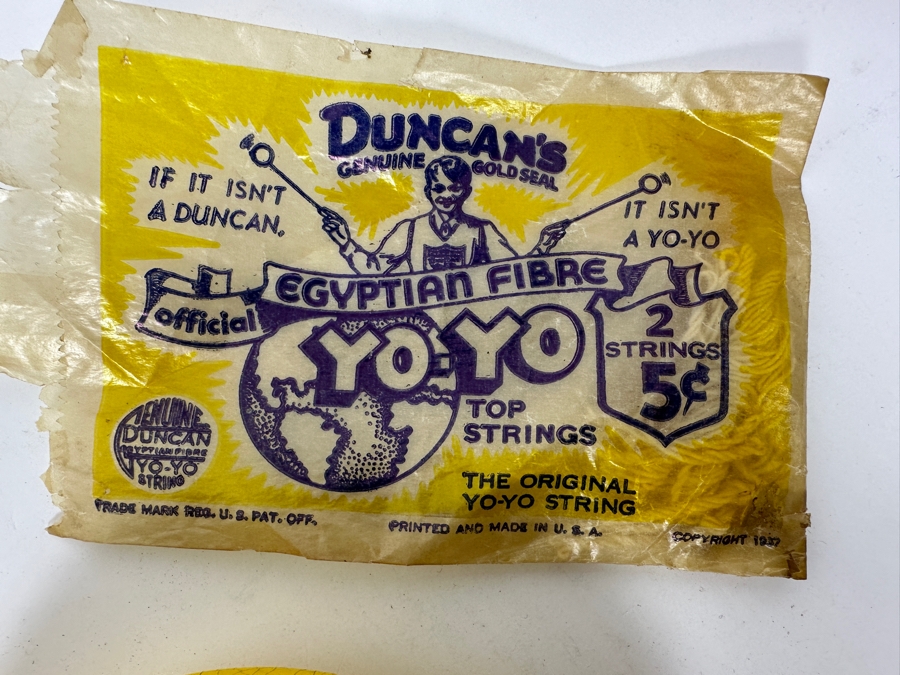 DUNCAN'S
GENUINE GOLD SEAL
IF IT ISN'T
A DUNCAN,
IT ISN'T
A YO-YO
EGYPTIAN FIBRE
official
YO-YO
2
STRINGS
5¢
TOP
STRINGS
GENUINE
DUNCAN
EGYPTIAN FIBRE
YO-YO
STRING
THE ORIGINAL
YO-YO STRING
TRADE MARK REG. U. S. PAT. OFF.
PRINTED AND MADE IN U. S. A.
COPYRIGHT